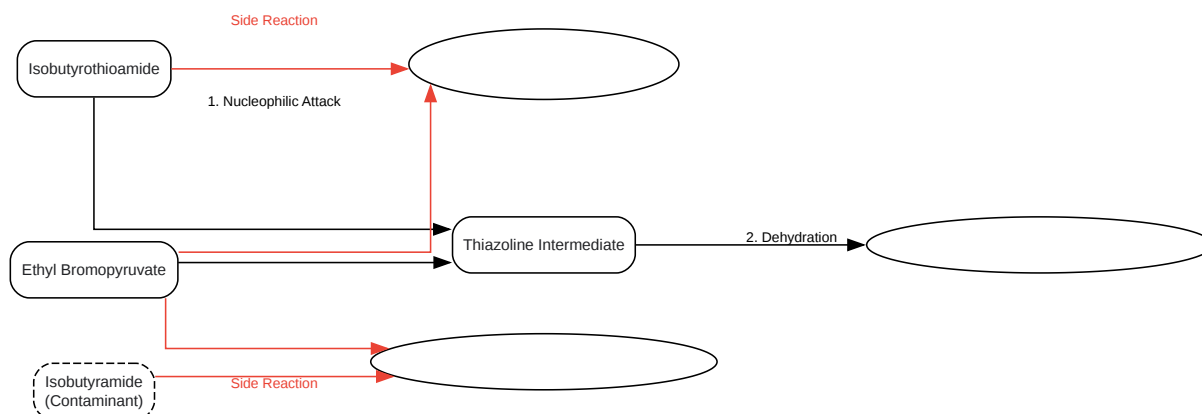 Side Reaction
Isobutyrothioamide
1. Nucleophilic Attack
Thiazoline Intermediate
2. Dehydration
Ethyl Bromopyruvate
Isobutyramide
(Contaminant)
Side Reaction